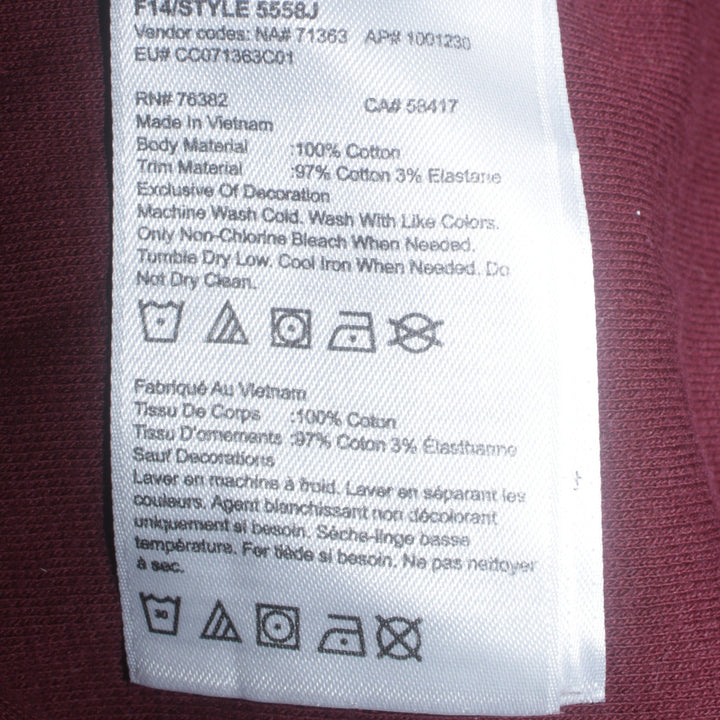 F14/STYLE 5558J
Vendor codes: NA# 71363 AP# 1001230
EU# CC071363C01
RN# 76382 CA# 58417
Made In Vietnam
Body Material :100% Cotton
Trim Material :97% Cotton 3% Elastane
Exclusive Of Decoration
Machine Wash Cold. Wash With Like Colors.
Only Non-Chlorine Bleach When Needed.
Tumble Dry Low. Cool Iron When Needed. Do
Not Dry Clean.
Fabriqué Au Vietnam
Tissu De Corps :100% Coton
Tissu D'ornements :97% Coton 3% Élasthanne
Sauf Decorations
Laver en machine à froid. Laver en séparant les
couleurs. Agent blanchissant non décolorant
uniquement si besoin. Sèche-linge basse
température. Fer tiède si besoin. Ne pas nettoyer
à sec.
30